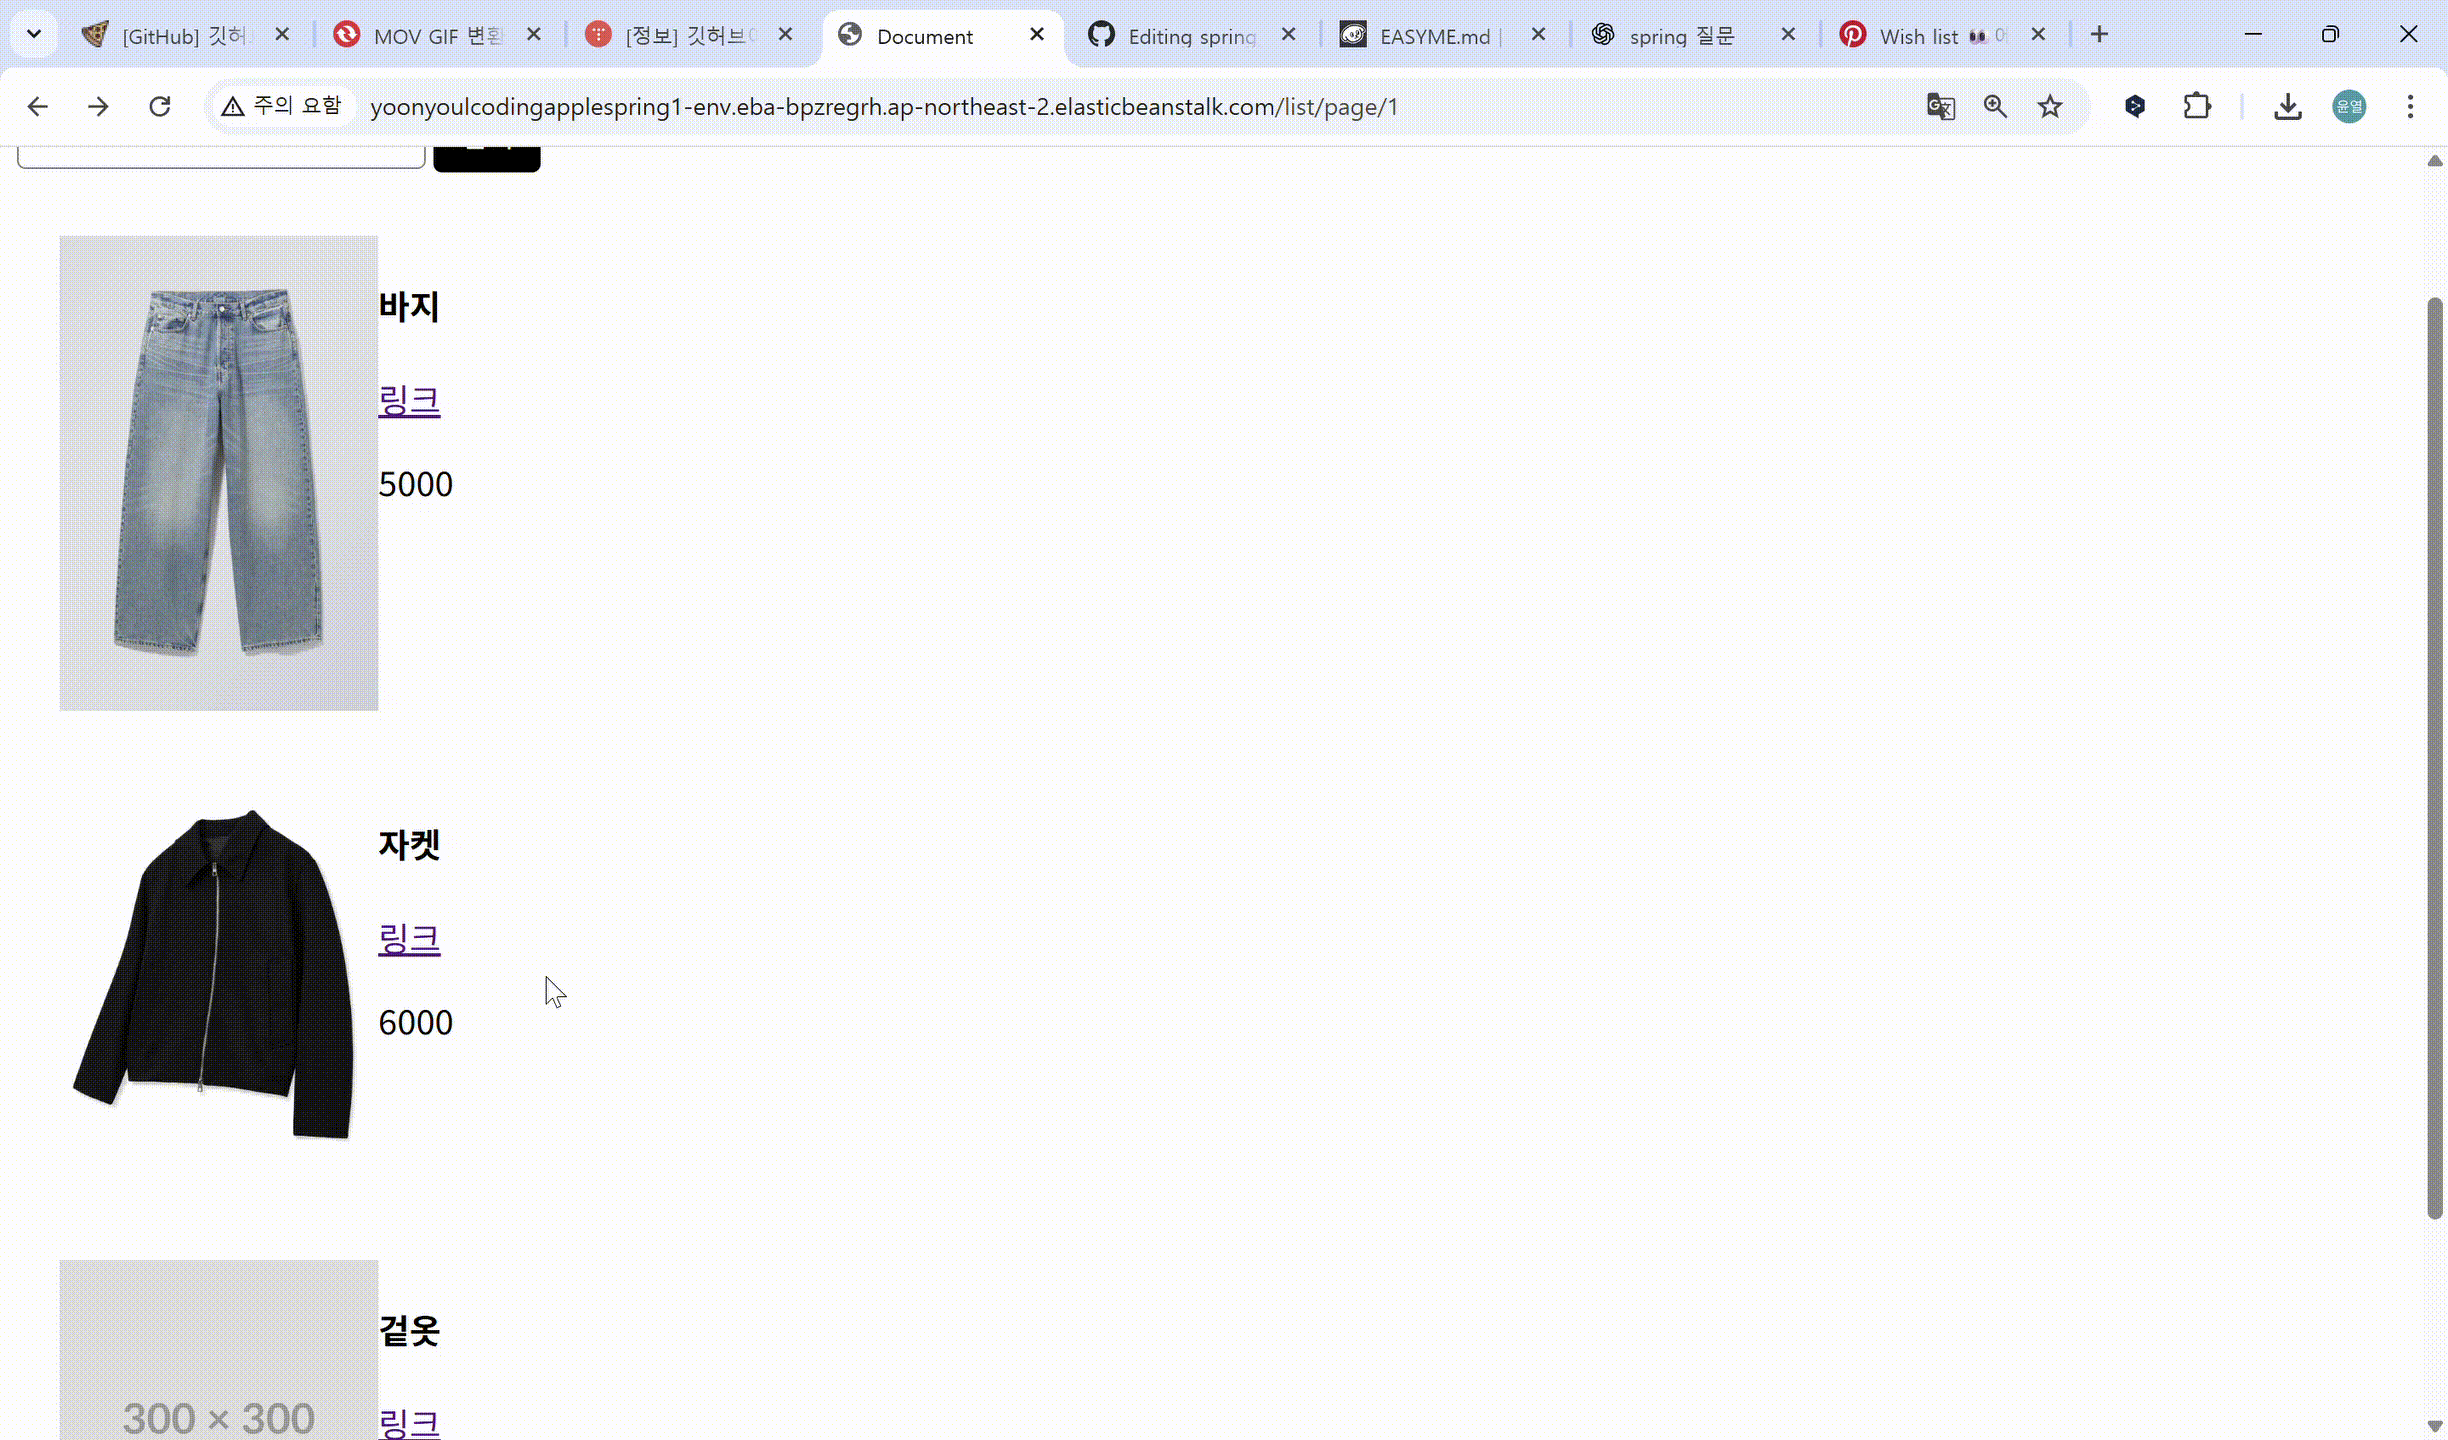 [GitHub] 깃허
MOV GIF 변환
[정보] 깃허브
Document
Editing spring
EASYME.md |
spring 질문
Wish list 👀
주의 요함
yoonyoulcodingapplespring1-env.eba-bpzregrh.ap-northeast-2.elasticbeanstalk.com/list/page/1
윤열
바지
링크
5000
자켓
링크
6000
겉옷
300 × 300
링크